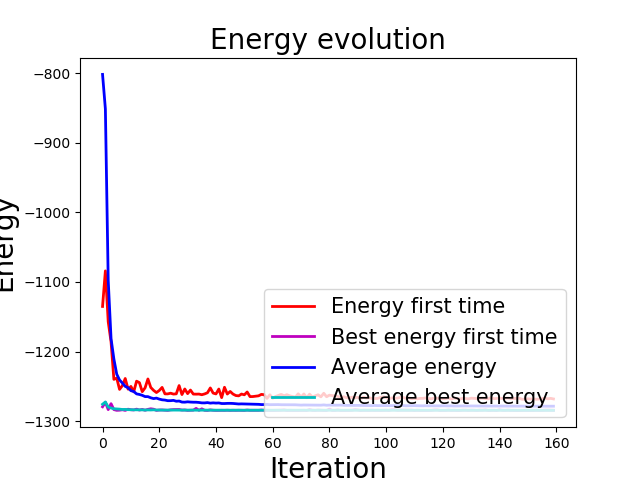 Energy evolution
Energy
−800
−900
−1000
−1100
−1200
−1300
0
20
40
60
80
100
120
140
160
Iteration
Energy first time
Best energy first time
Average energy
Average best energy